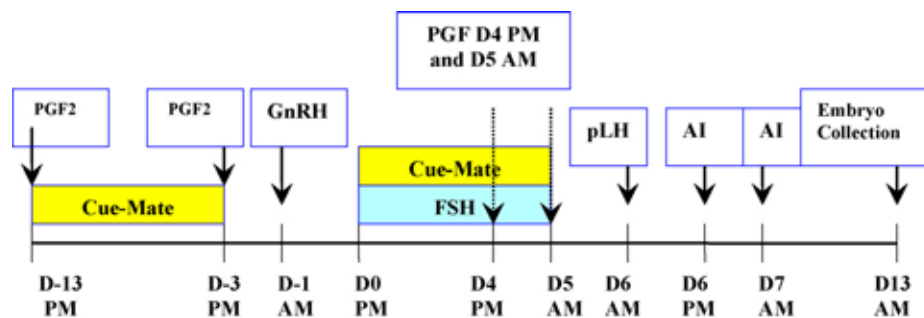 PGF D4 PM
and D5 AM
PGF2
PGF2
GnRH
pLH
AI
AI
Embryo
Collection
Cue-Mate
Cue-Mate
FSH
D-13
PM
D-3
PM
D-1
AM
D0
PM
D4
PM
D5
AM
D6
AM
D6
PM
D7
AM
D13
AM